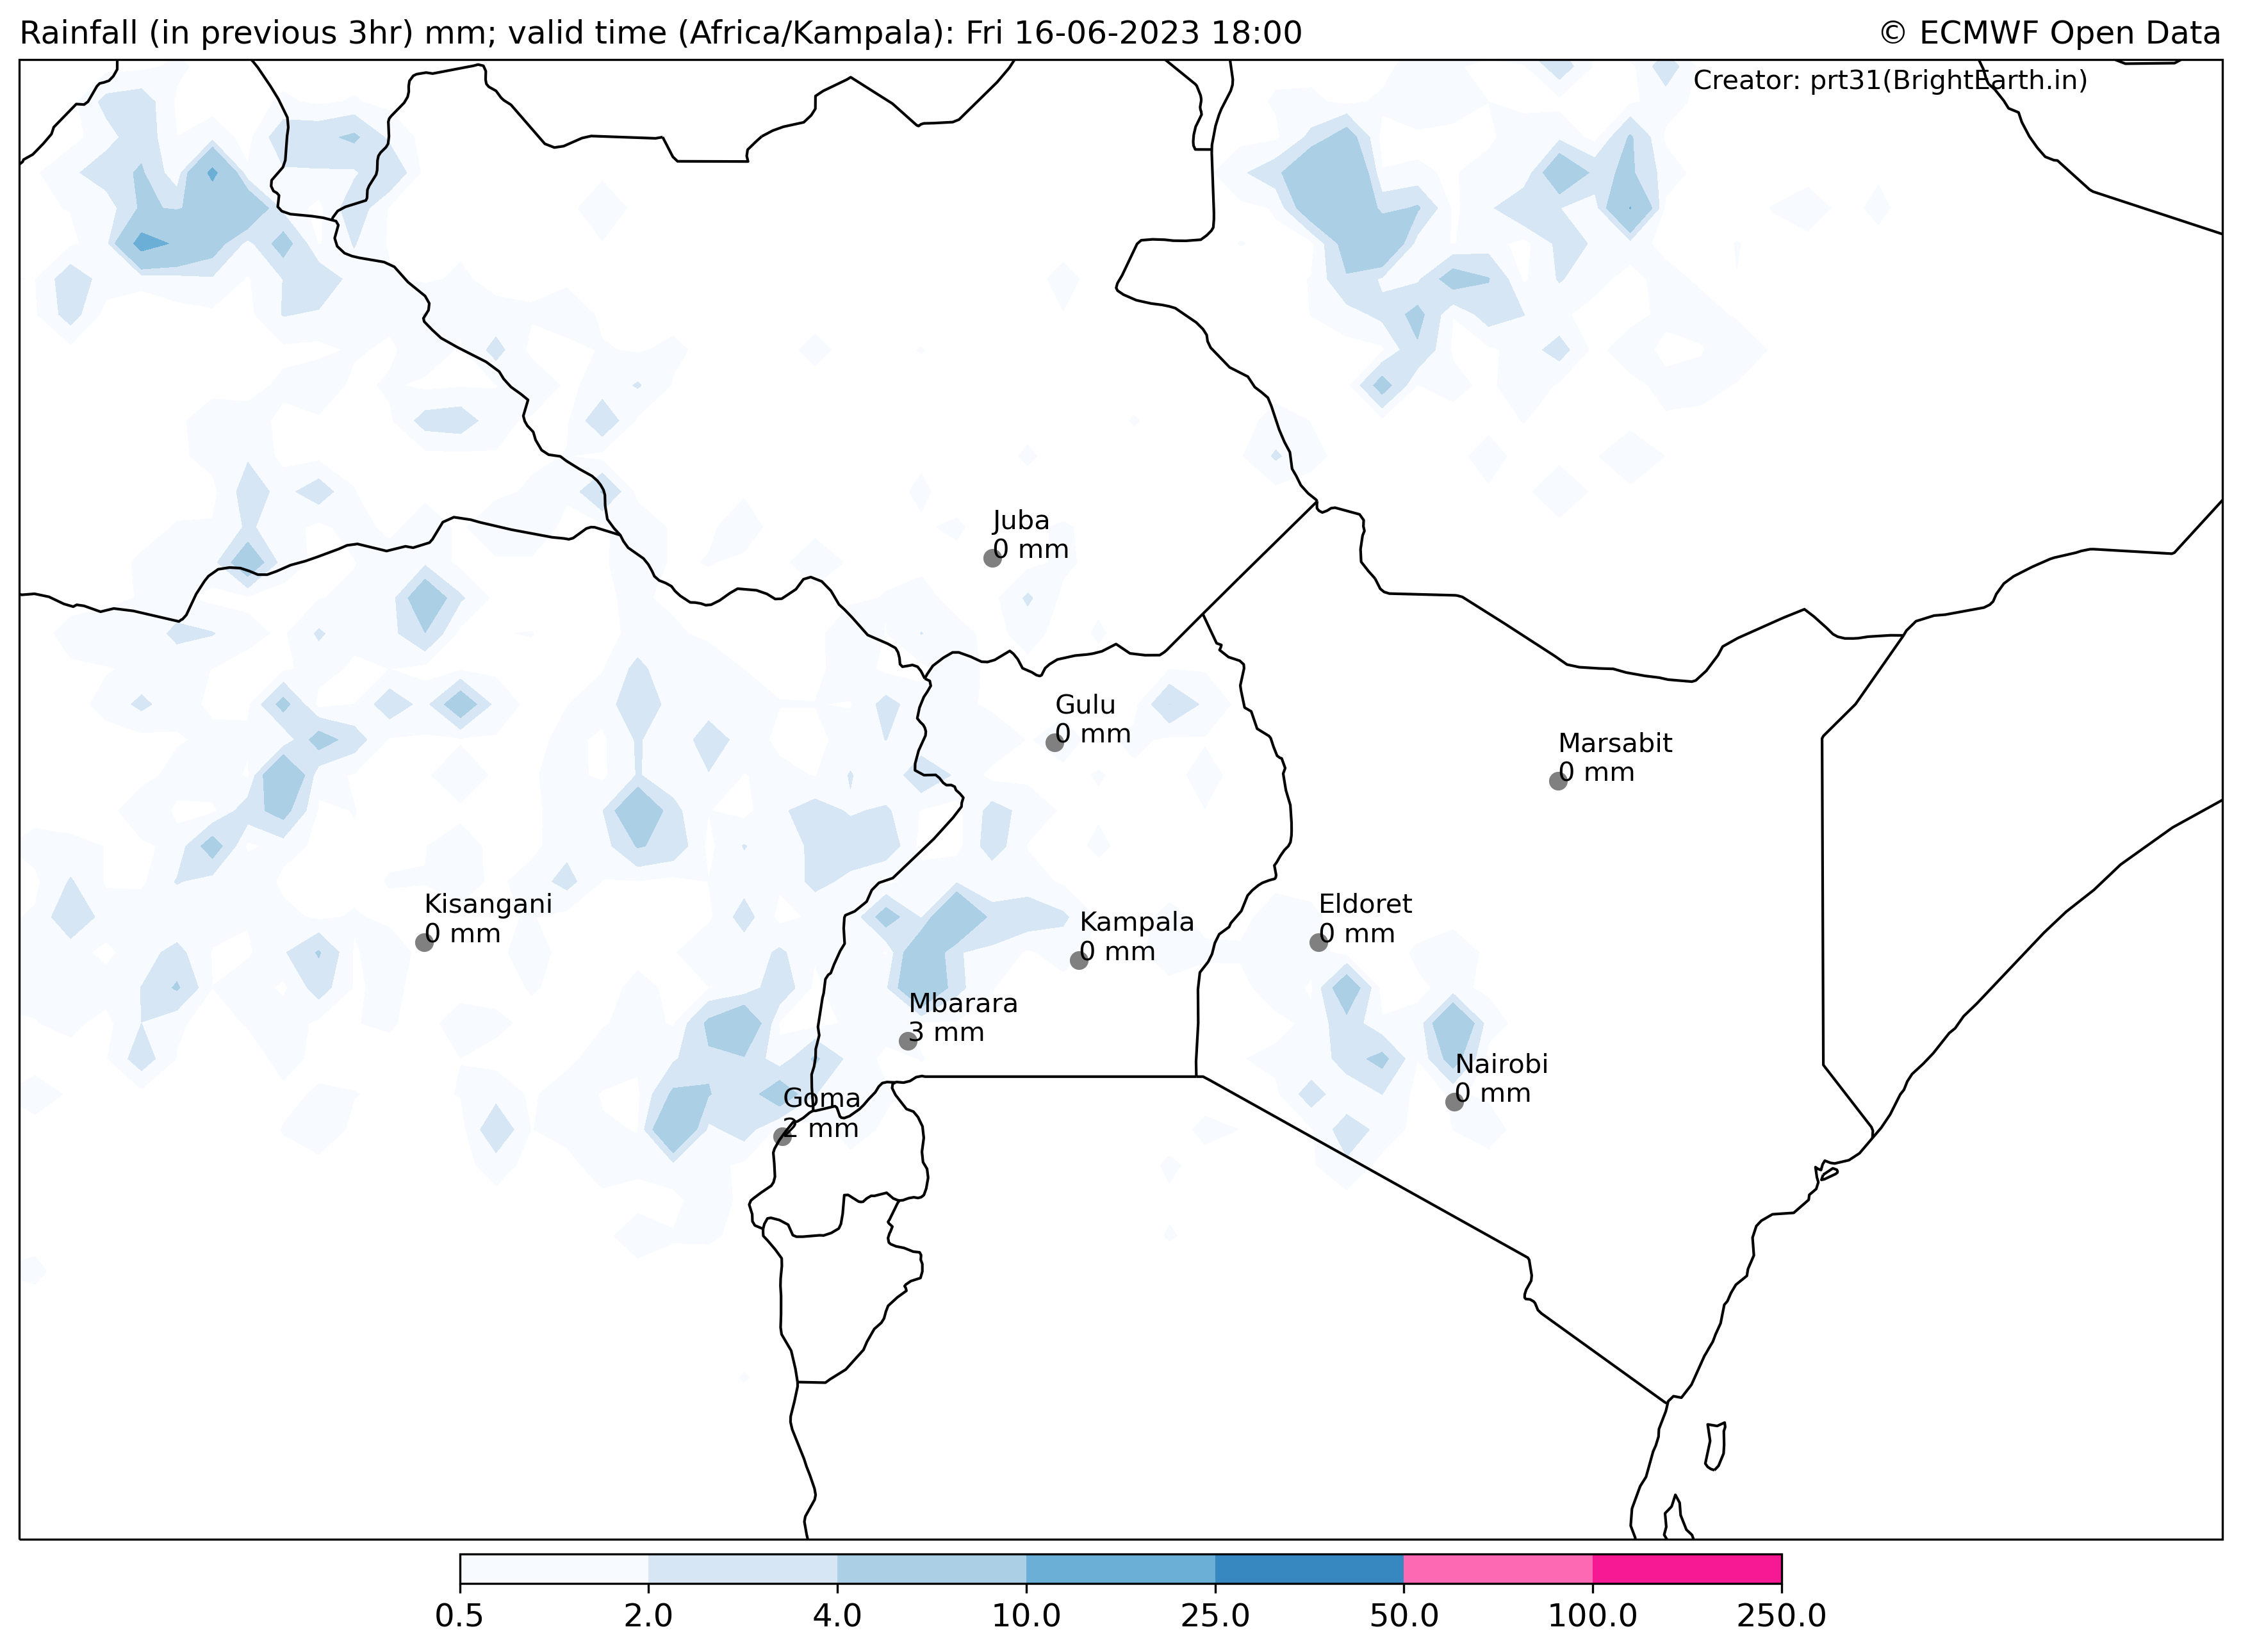 Rainfall (in previous 3hr) mm; valid time (Africa/Kampala): Fri 16-06-2023 18:00
© ECMWF Open Data
Creator: prt31(BrightEarth.in)
Juba
0 mm
Gulu
0 mm
Marsabit
0 mm
Kisangani
0 mm
Eldoret
0 mm
Kampala
0 mm
Mbarara
3 mm
Nairobi
0 mm
Goma
2 mm
0.5 2.0 4.0 10.0 25.0 50.0 100.0 250.0